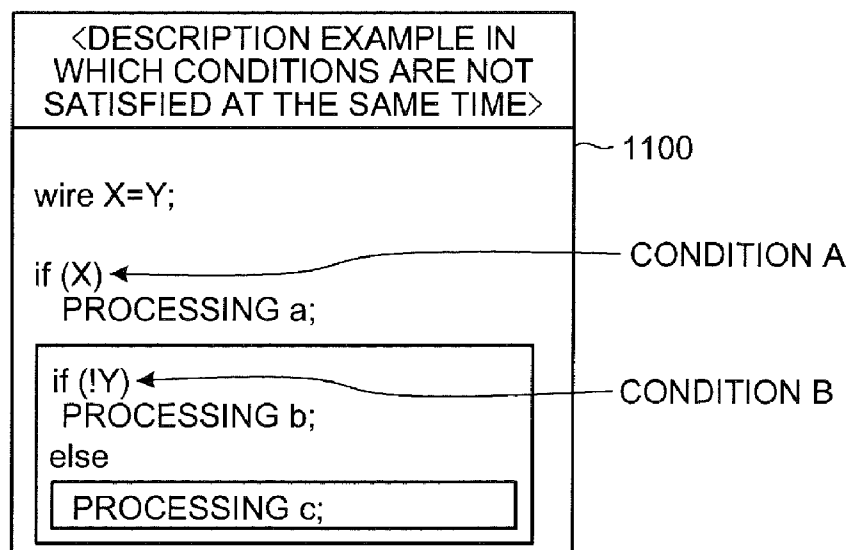 <DESCRIPTION EXAMPLE IN
WHICH CONDITIONS ARE NOT
SATISFIED AT THE SAME TIME>
1100
wire X=Y;
if (X)
CONDITION A
PROCESSING a;
if (!Y)
CONDITION B
PROCESSING b;
else
PROCESSING c;